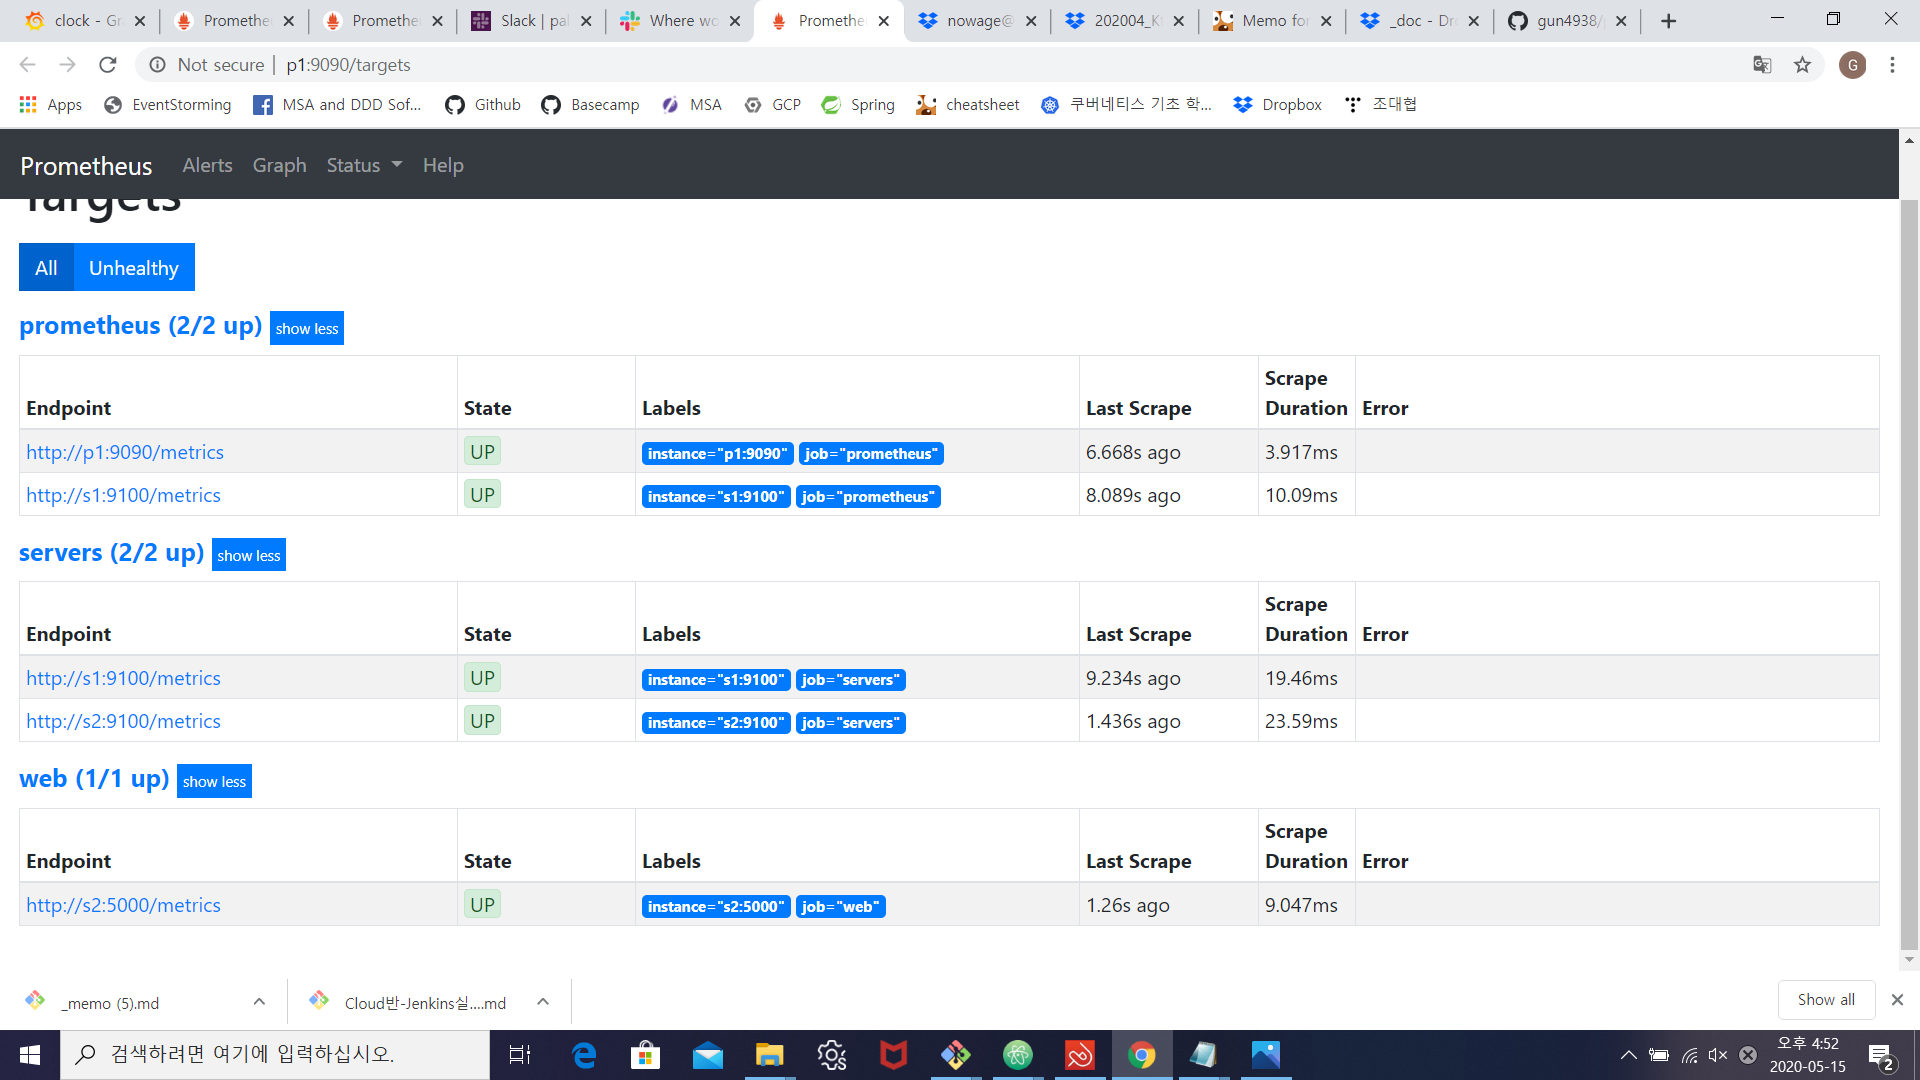 clock - Gr
Promethe
Promethe
Slack | pal
Where wo
Promethe
nowage@
202004_K
Memo for
_doc - Dr
gun4938/
Not secure | p1:9090/targets
G
Apps
EventStorming
MSA and DDD Sof...
Github
Basecamp
MSA
GCP
Spring
cheatsheet
쿠버네티스 기초 학...
Dropbox
조대협
Prometheus Alerts Graph Status Help
Targets
All Unhealthy
prometheus (2/2 up) show less
Endpoint State Labels Last Scrape Scrape Duration Error
http://p1:9090/metrics UP instance="p1:9090" job="prometheus" 6.668s ago 3.917ms
http://s1:9100/metrics UP instance="s1:9100" job="prometheus" 8.089s ago 10.09ms
servers (2/2 up) show less
Endpoint State Labels Last Scrape Scrape Duration Error
http://s1:9100/metrics UP instance="s1:9100" job="servers" 9.234s ago 19.46ms
http://s2:9100/metrics UP instance="s2:9100" job="servers" 1.436s ago 23.59ms
web (1/1 up) show less
Endpoint State Labels Last Scrape Scrape Duration Error
http://s2:5000/metrics UP instance="s2:5000" job="web" 1.26s ago 9.047ms
_memo (5).md
Cloud반-Jenkins실....md
Show all
검색하려면 여기에 입력하십시오.
오후 4:52
2020-05-15
2